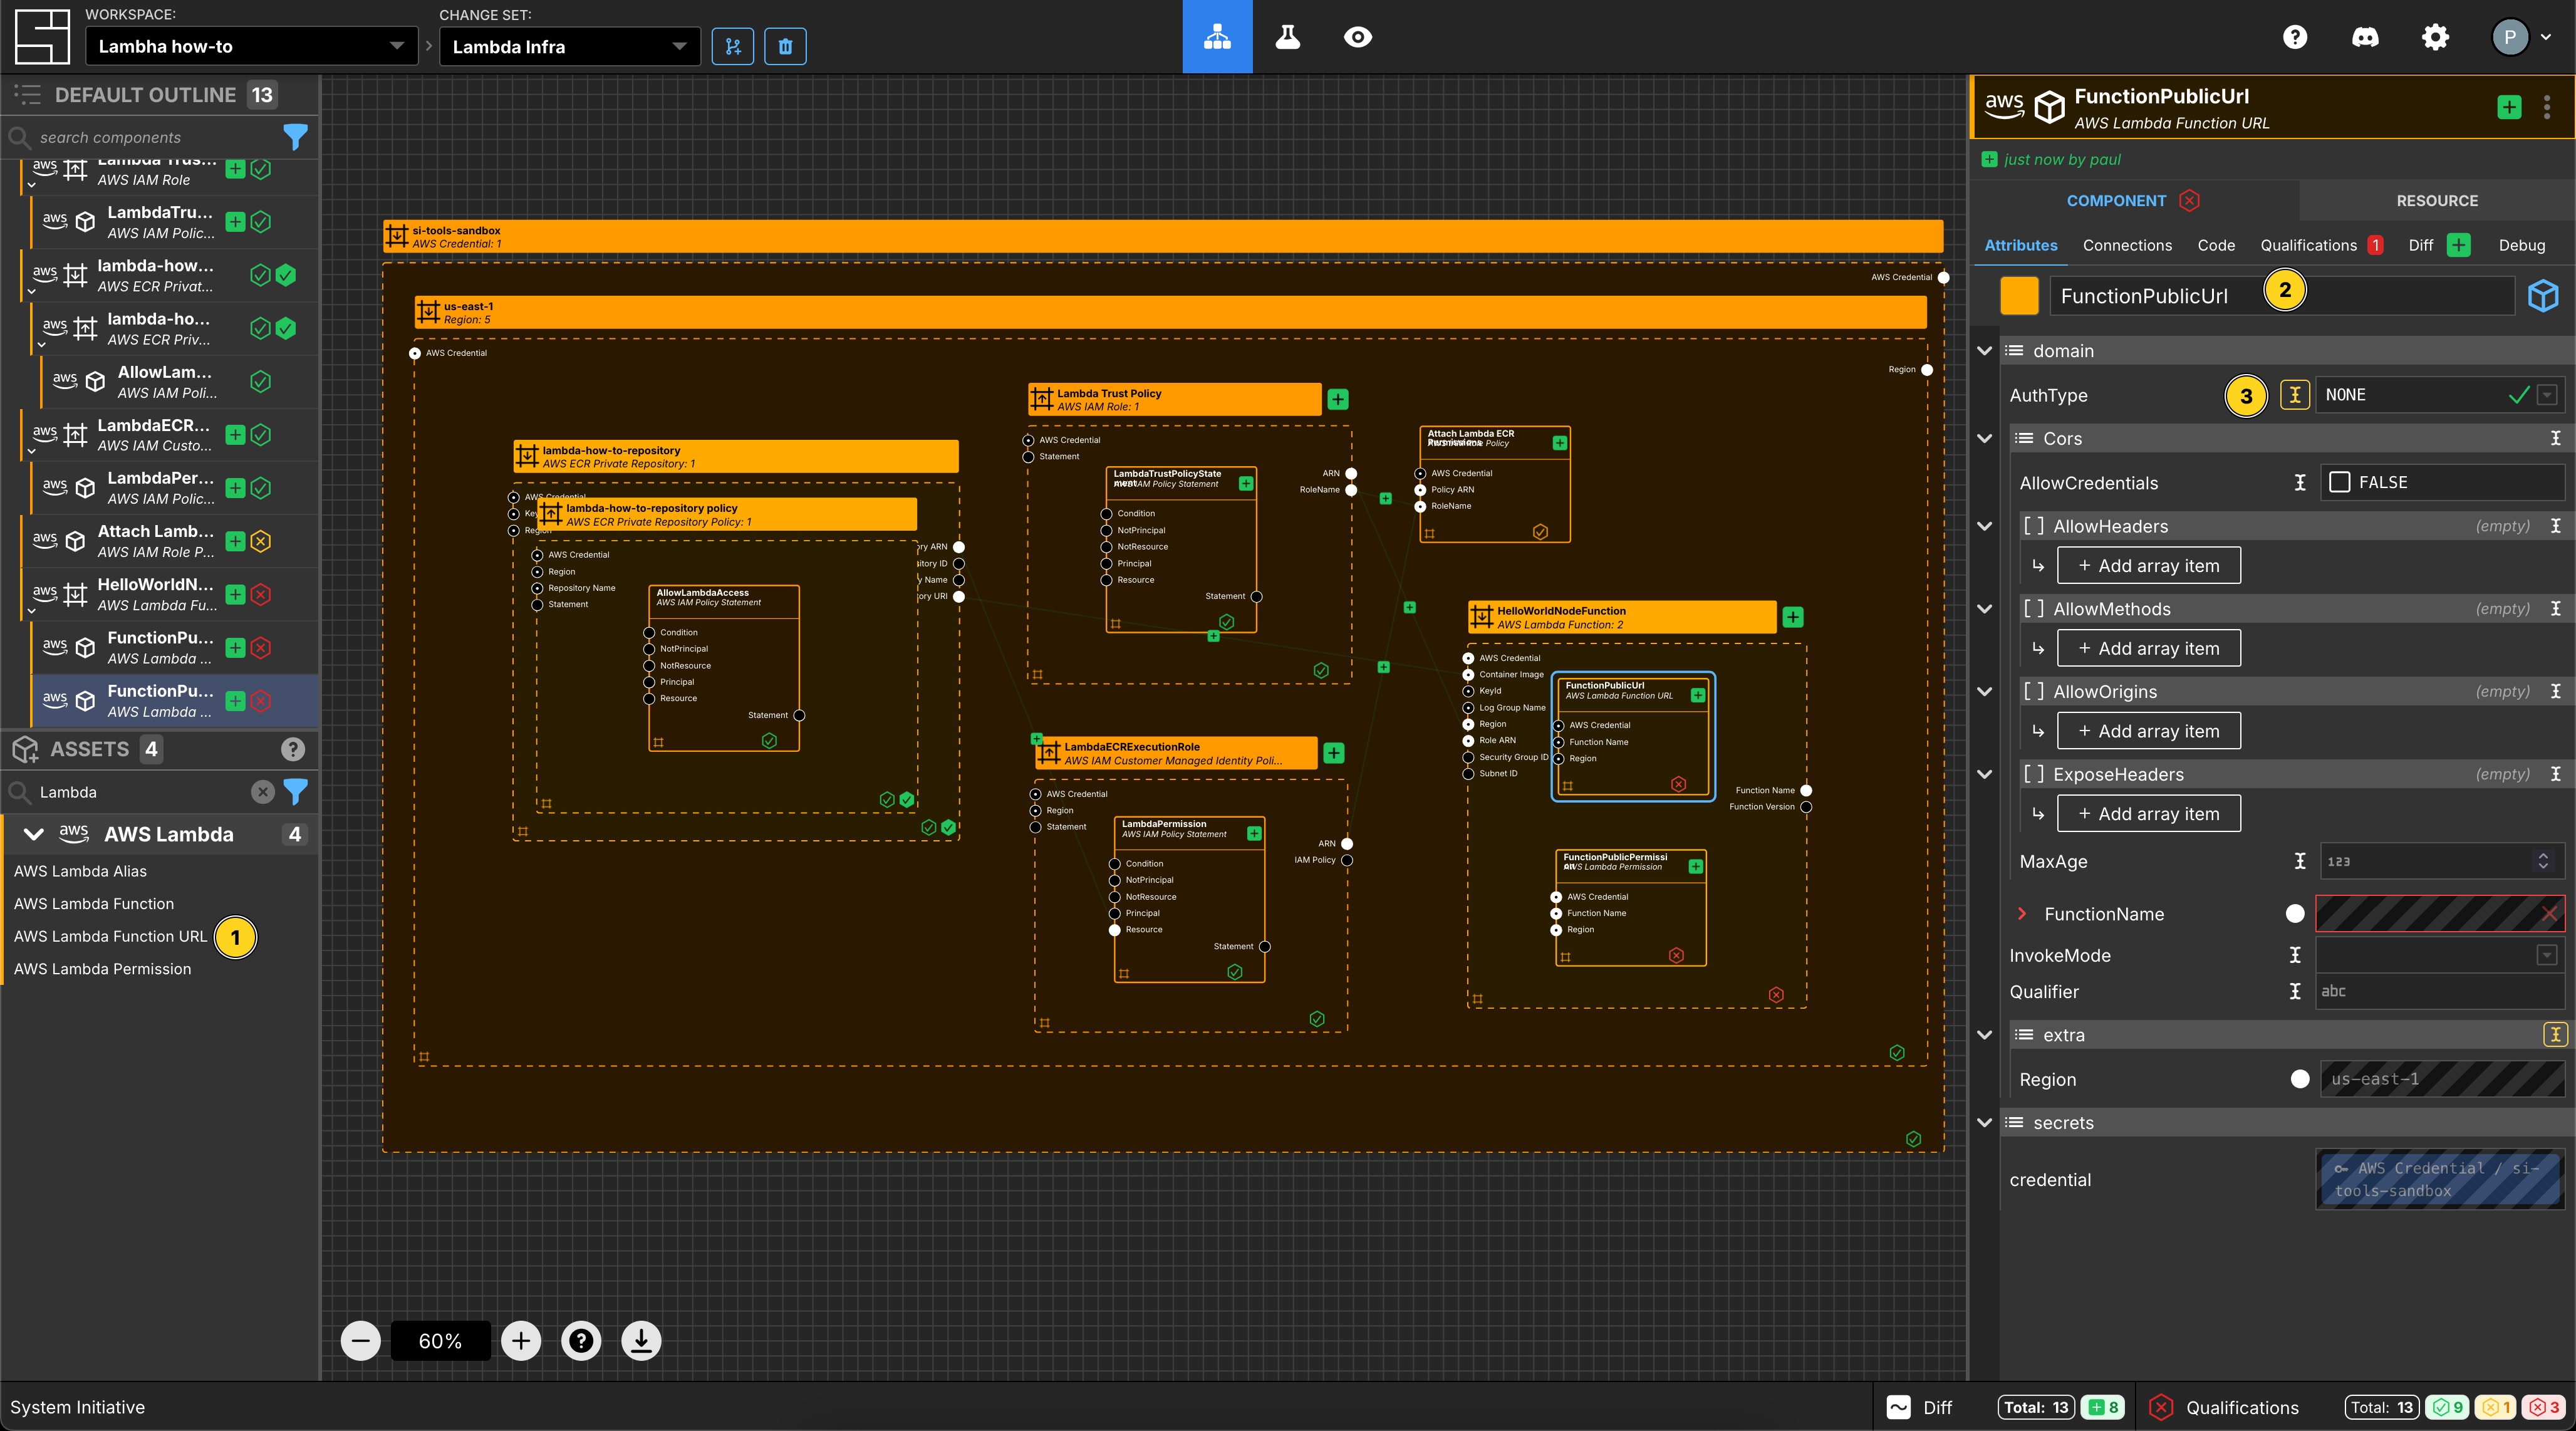 WORKSPACE:
Lambha how-to
CHANGE SET:
Lambda Infra
P
DEFAULT OUTLINE 13
search components
aws Lambda Trus...
AWS IAM Role
aws LambdaTru...
AWS IAM Polic...
aws lambda-how...
AWS ECR Privat...
aws lambda-ho...
AWS ECR Priv...
aws AllowLam...
AWS IAM Poli...
aws LambdaECR...
AWS IAM Custo...
aws LambdaPer...
AWS IAM Polic...
aws Attach Lamb...
AWS IAM Role P...
aws HelloWorldN...
AWS Lambda Fu...
aws FunctionPu...
AWS Lambda ...
aws FunctionPu...
AWS Lambda ...
ASSETS 4
Lambda
aws AWS Lambda 4
AWS Lambda Alias
AWS Lambda Function
AWS Lambda Function URL 1
AWS Lambda Permission
si-tools-sandbox
AWS Credential: 1
AWS Credential
us-east-1
Region: 5
AWS Credential
Region
lambda-how-to-repository
AWS ECR Private Repository: 1
AWS Credential
Region
lambda-how-to-repository policy
AWS ECR Private Repository Policy: 1
AWS Credential
Region
Repository Name
Statement
ry ARN
itory ID
y Name
ory URI
AllowLambdaAccess
AWS IAM Policy Statement
Condition
NotPrincipal
NotResource
Principal
Resource
Statement
Lambda Trust Policy
AWS IAM Role: 1
AWS Credential
Statement
ARN
RoleName
LambdaTrustPolicyState
AWS IAM Policy Statement
Condition
NotPrincipal
NotResource
Principal
Resource
Statement
Attach Lambda ECR
AWS Credential
Policy ARN
RoleName
LambdaECRExecutionRole
AWS IAM Customer Managed Identity Poli...
AWS Credential
Region
Statement
ARN
IAM Policy
LambdaPermission
AWS IAM Policy Statement
Condition
NotPrincipal
NotResource
Principal
Resource
Statement
HelloWorldNodeFunction
AWS Lambda Function: 2
AWS Credential
Container Image
KeyId
Log Group Name
Region
Role ARN
Security Group ID
Subnet ID
Function Name
Function Version
FunctionPublicUrl
AWS Lambda Function URL
AWS Credential
Function Name
Region
FunctionPublicPermissi
AWS Lambda Permission
AWS Credential
Function Name
Region
60%
aws FunctionPublicUrl
AWS Lambda Function URL
just now by paul
COMPONENT RESOURCE
Attributes Connections Code Qualifications 1 Diff Debug
FunctionPublicUrl 2
domain
AuthType 3 NONE
Cors
AllowCredentials FALSE
[ ] AllowHeaders (empty)
+ Add array item
[ ] AllowMethods (empty)
+ Add array item
[ ] AllowOrigins (empty)
+ Add array item
[ ] ExposeHeaders (empty)
+ Add array item
MaxAge 123
FunctionName
InvokeMode
Qualifier abc
extra
Region us-east-1
secrets
credential AWS Credential / si-
tools-sandbox
System Initiative
Diff Total: 13 8 Qualifications Total: 13 9 1 3